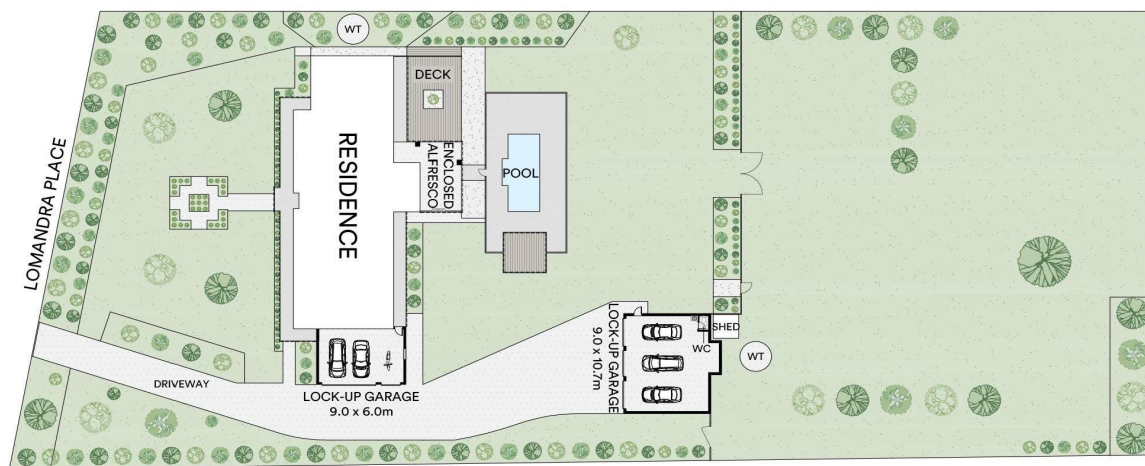 WT
DECK
LOMANDRA PLACE
RESIDENCE
ENCLOSED
ALFRESCO
POOL
DRIVEWAY
LOCK-UP GARAGE
9.0 x 6.0m
LOCK-UP GARAGE
9.0 x 10.7m
WC
SHED
WT